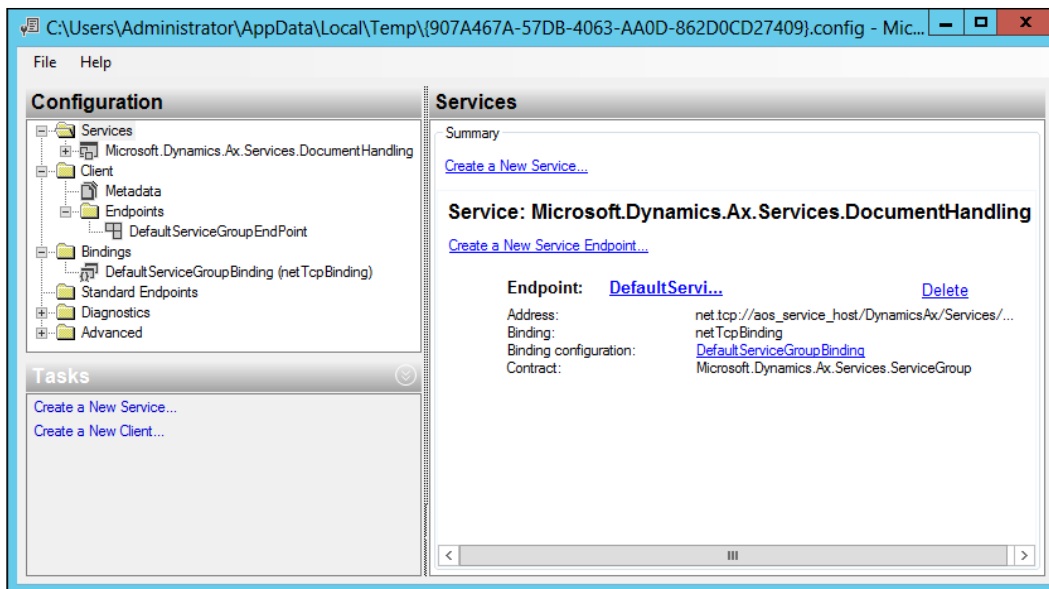 C:\Users\Administrator\AppData\Local\Temp\{907A467A-57DB-4063-AA0D-862D0CD27409}.config - Mic...
File Help
Configuration
Services
Microsoft.Dynamics.Ax.Services.DocumentHandling
Client
Metadata
Endpoints
DefaultServiceGroupEndPoint
Bindings
DefaultServiceGroupBinding (netTcpBinding)
Standard Endpoints
Diagnostics
Advanced
Tasks
Create a New Service...
Create a New Client...
Services
Summary
Create a New Service...
Service: Microsoft.Dynamics.Ax.Services.DocumentHandling
Create a New Service Endpoint...
Endpoint: DefaultServi... Delete
Address: net.tcp://aos_service_host/DynamicsAx/Services/...
Binding: netTcpBinding
Binding configuration: DefaultServiceGroupBinding
Contract: Microsoft.Dynamics.Ax.Services.ServiceGroup